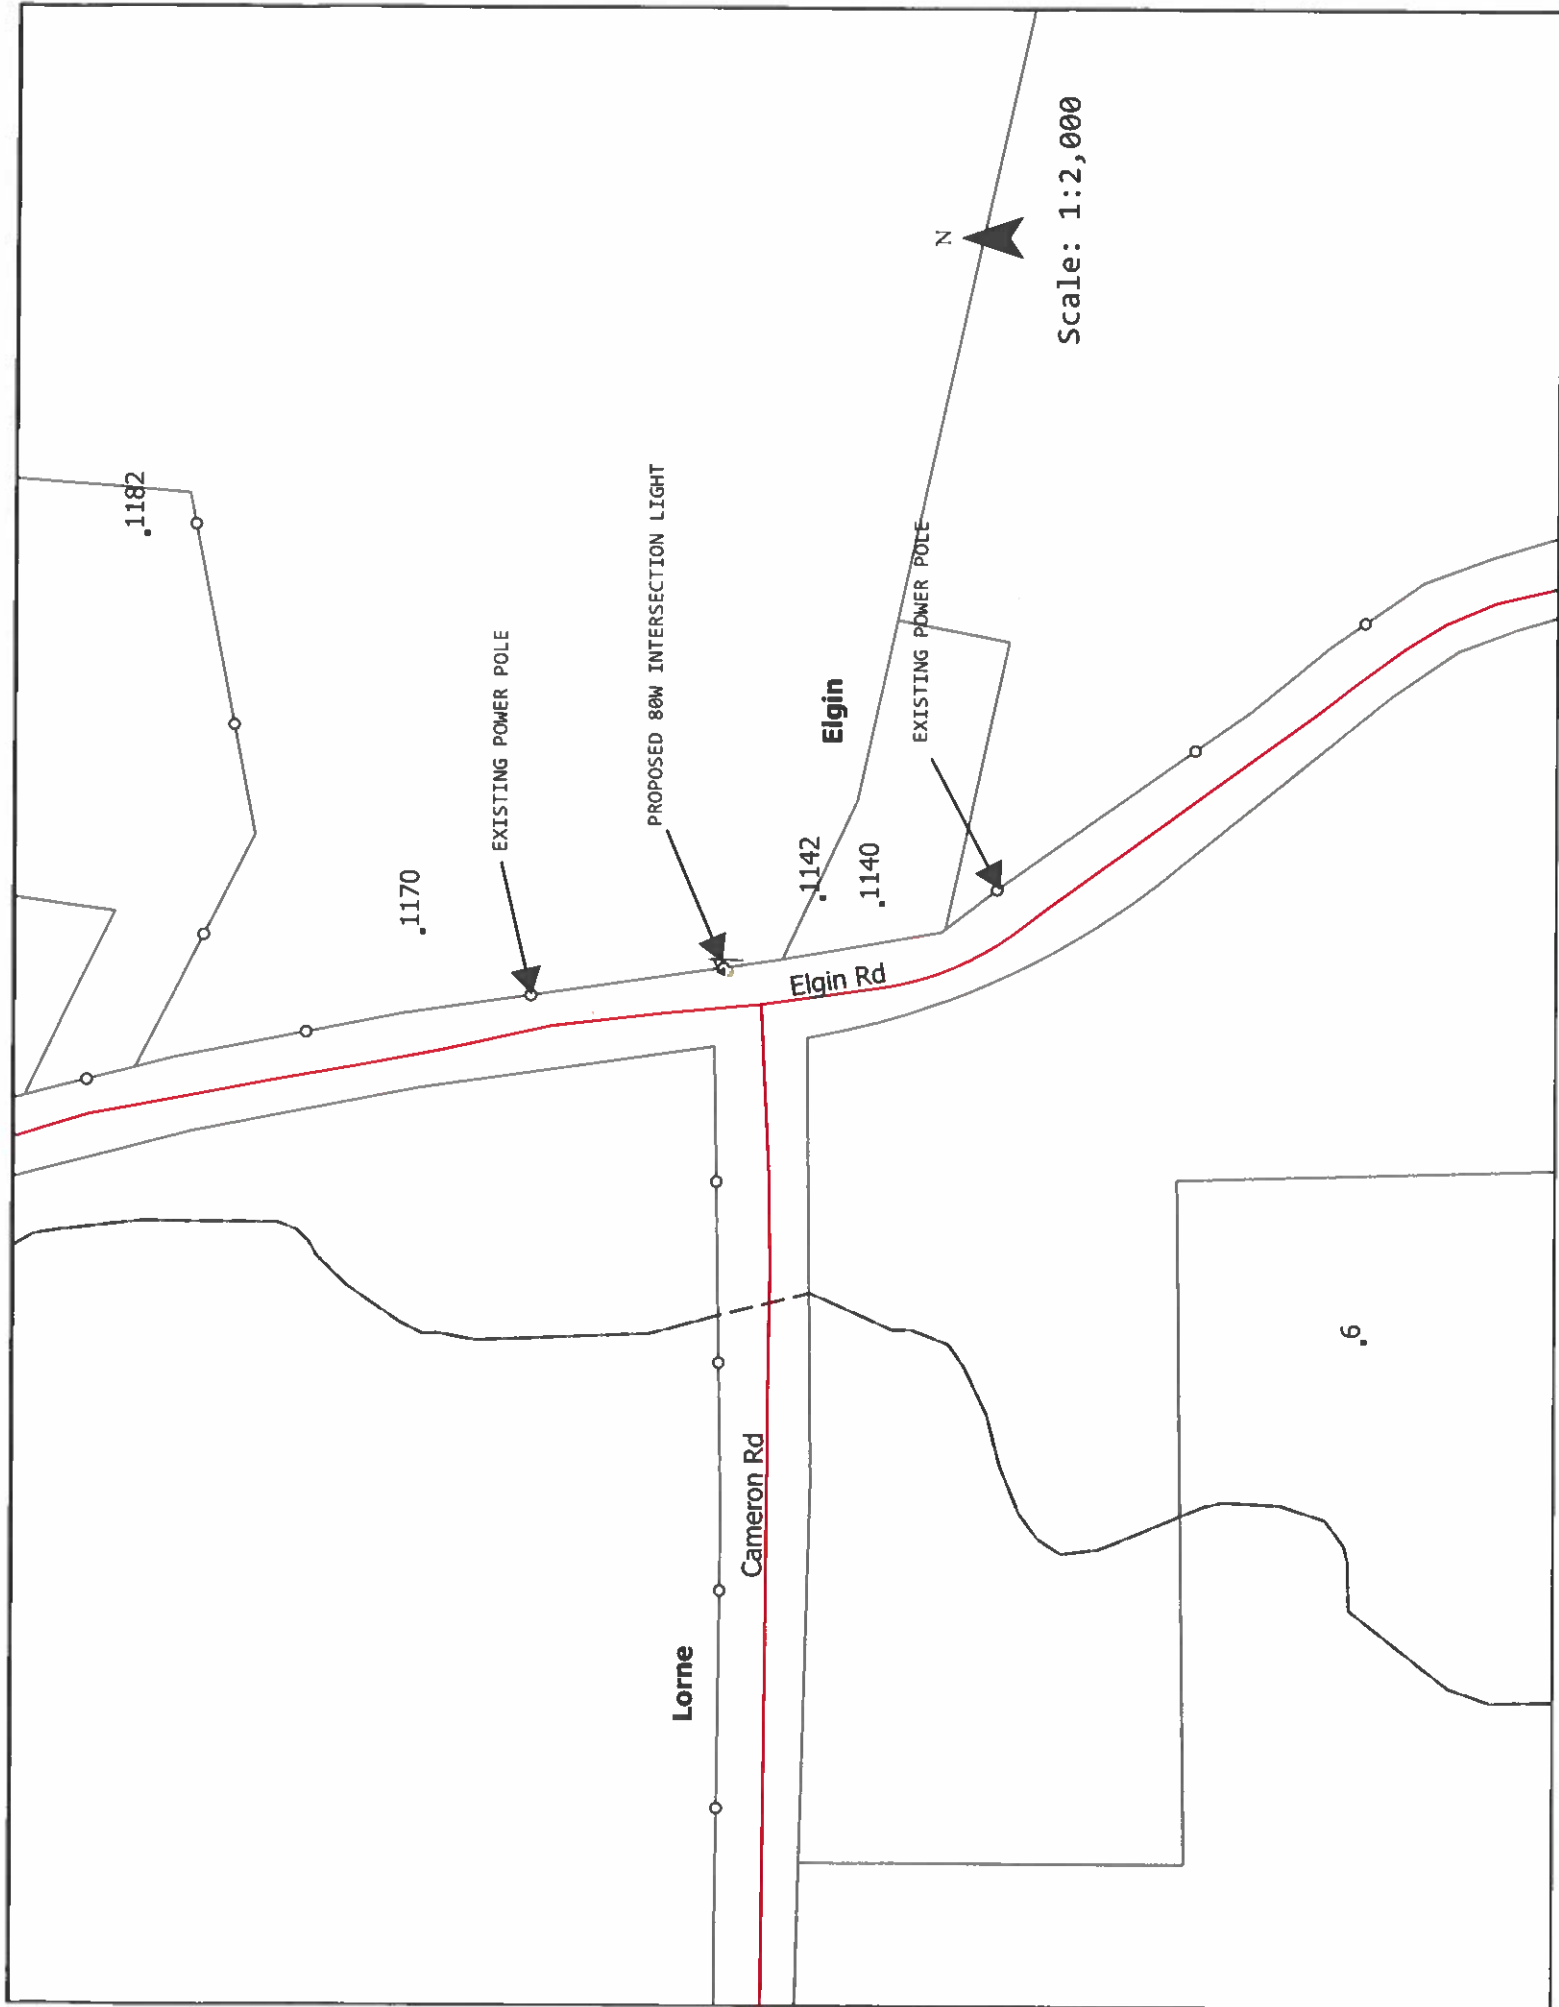 1182
1170
EXISTING POWER POLE
PROPOSED 80W INTERSECTION LIGHT
Lorne
Cameron Rd
1142
Elgin
Elgin Rd
1140
EXISTING POWER POLE
N
Scale: 1:2,000
6